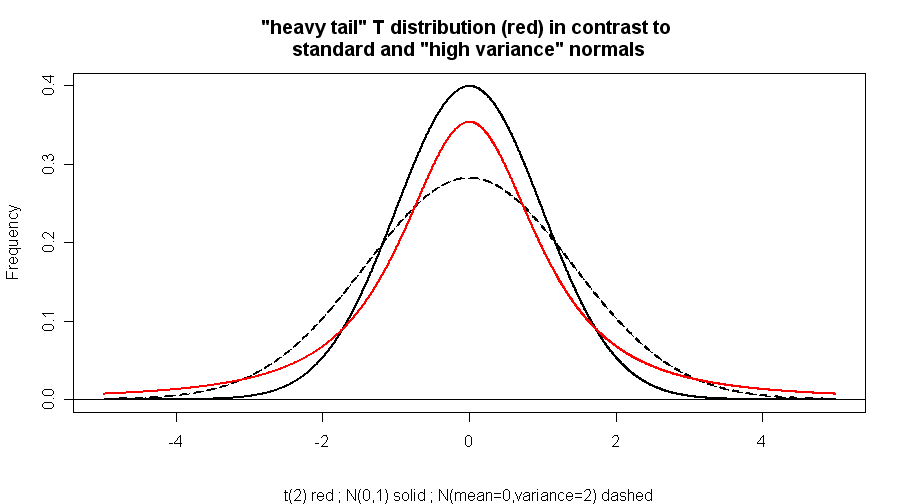 "heavy tail" T distribution (red) in contrast to
standard and "high variance" normals
Frequency
0.4
0.3
0.2
0.1
0.0
-4
-2
0
2
4
t(2) red ; N(0,1) solid ; N(mean=0,variance=2) dashed